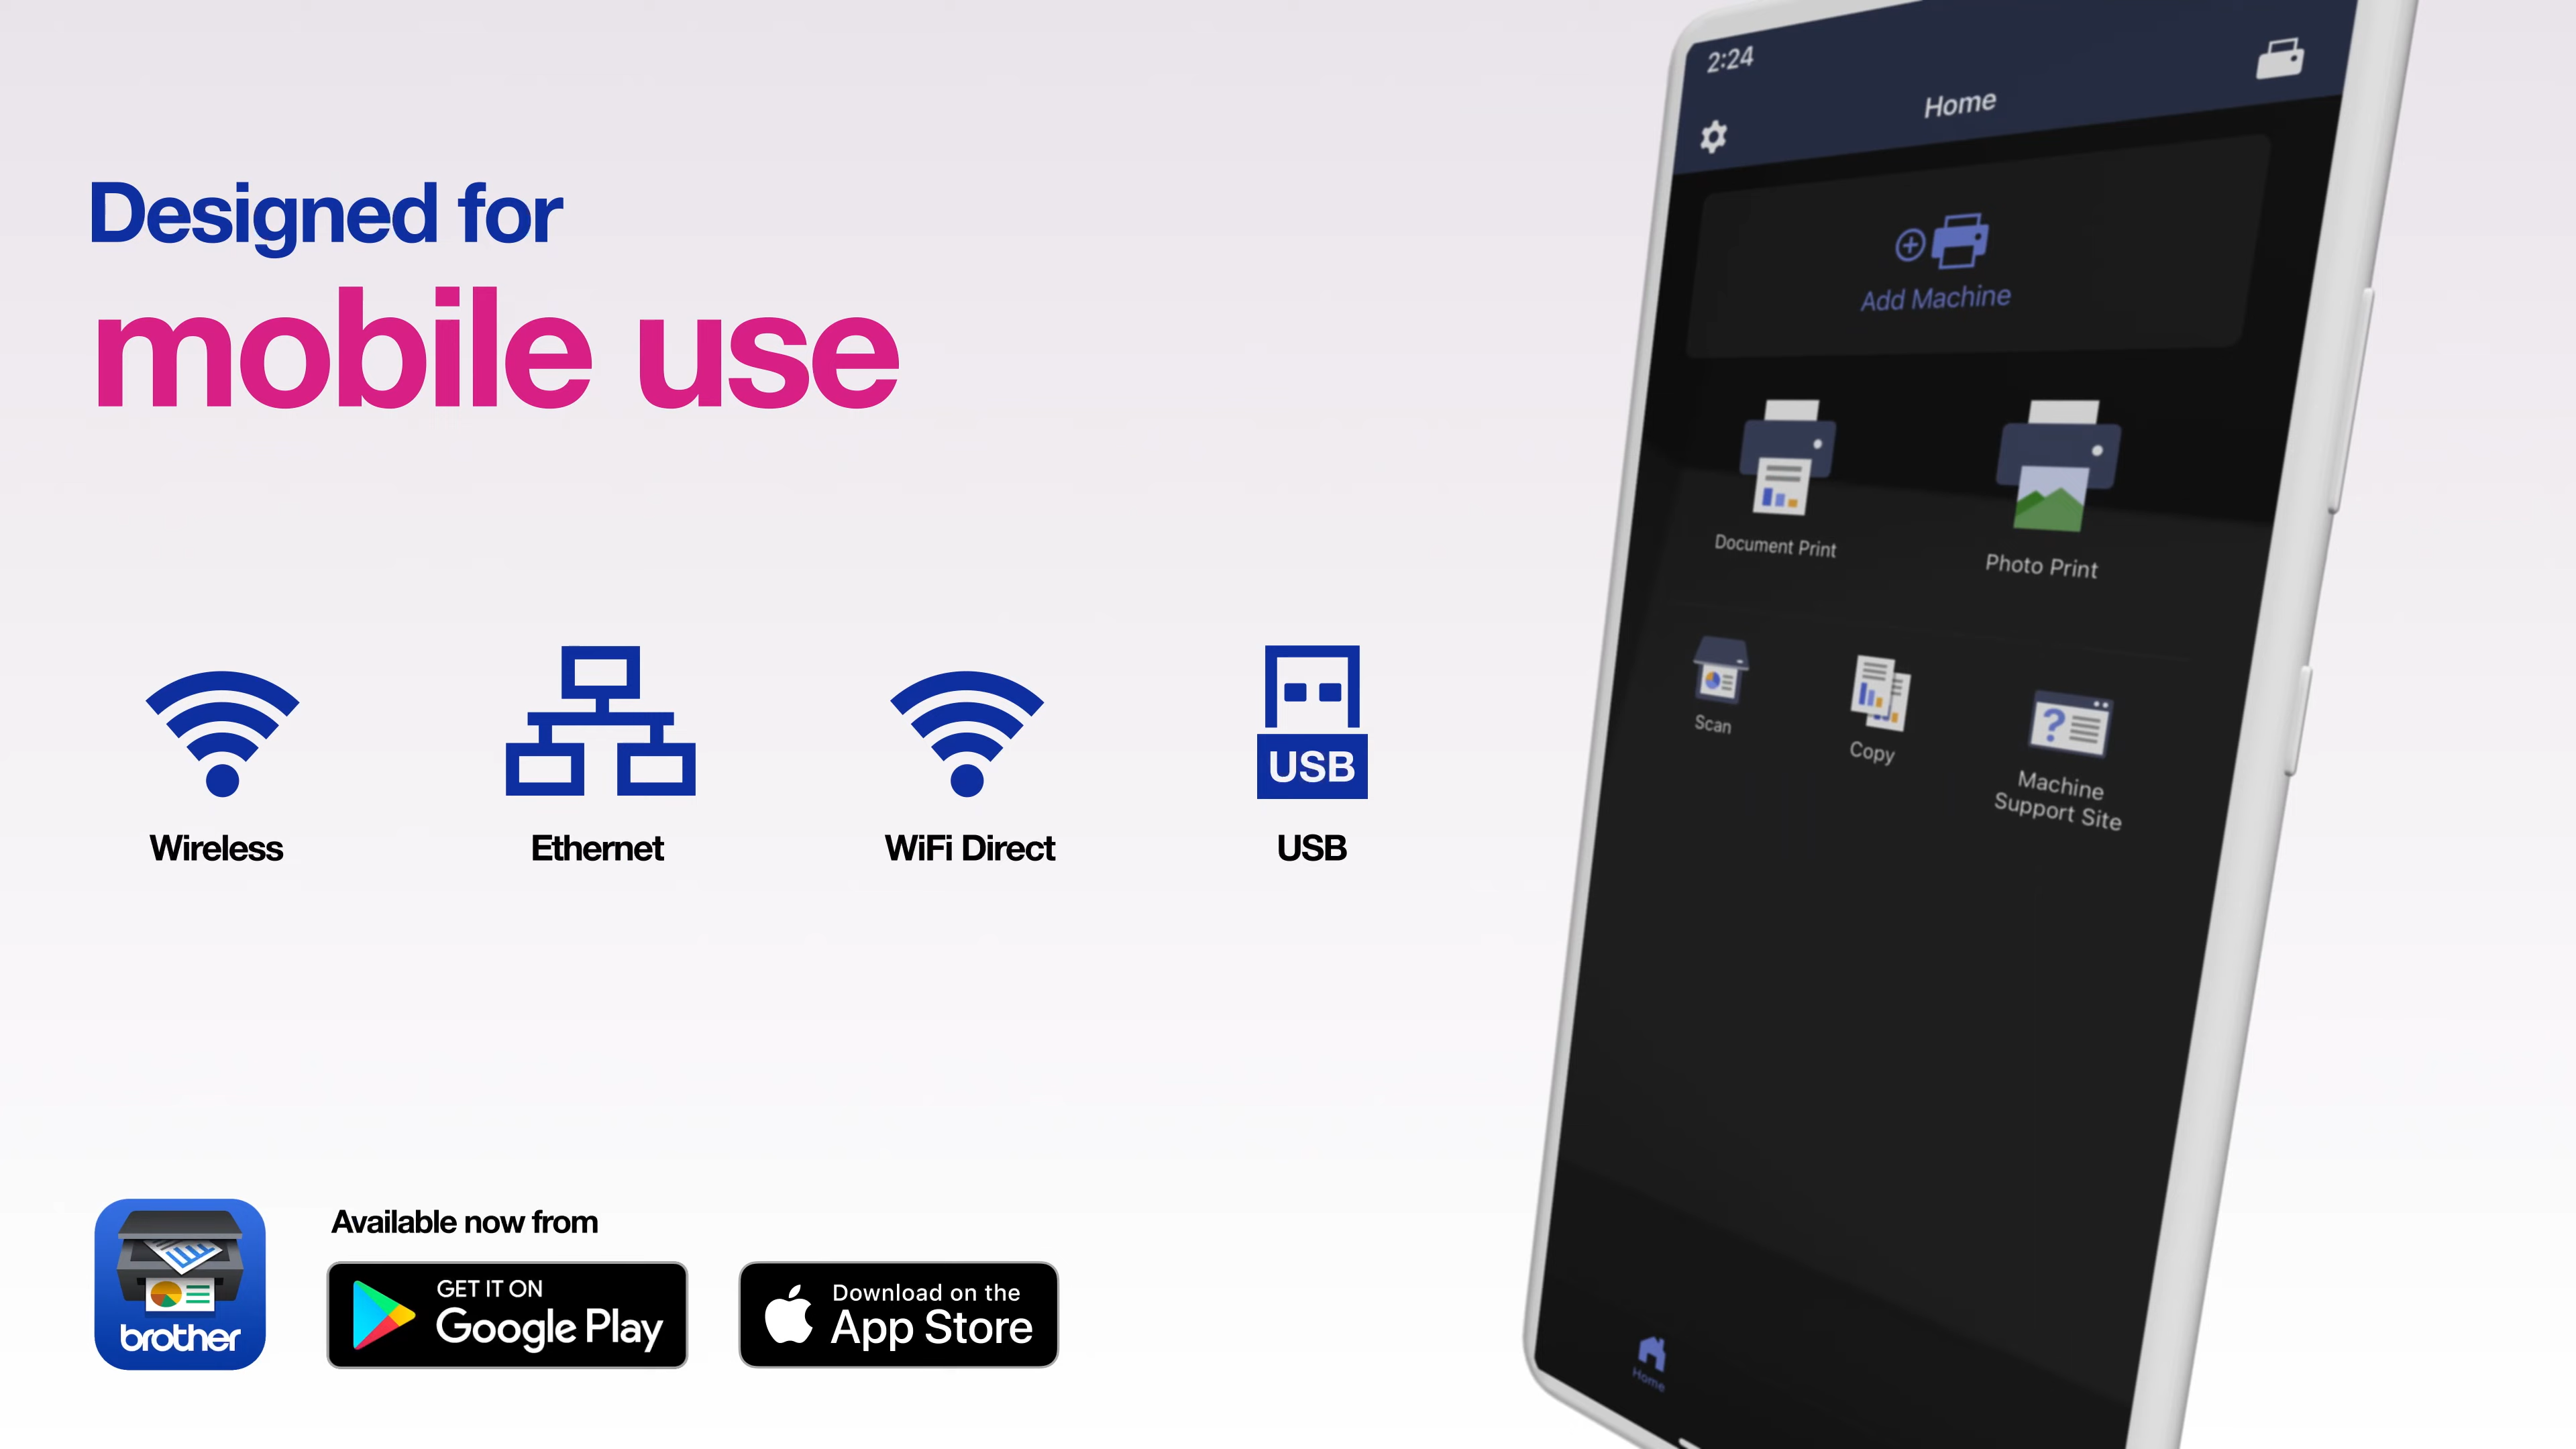 Designed for
mobile use
Wireless
Ethernet
WiFi Direct
USB
USB
Available now from
brother
GET IT ON
Google Play
Download on the
App Store
2:24
Home
Add Machine
Document Print
Photo Print
Scan
Copy
Machine
Support Site
?
Home